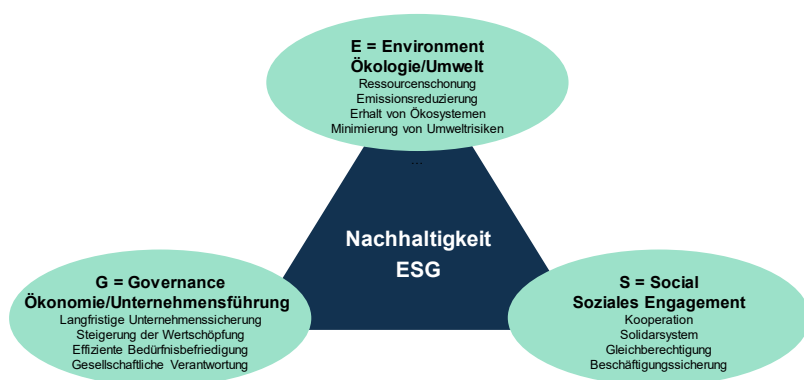 E = Environment
Ökologie/Umwelt
Ressourcenschonung
Emissionsreduzierung
Erhalt von Ökosystemen
Minimierung von Umweltrisiken
...
Nachhaltigkeit
ESG
G = Governance
Ökonomie/Unternehmensführung
Langfristige Unternehmenssicherung
Steigerung der Wertschöpfung
Effiziente Bedürfnisbefriedigung
Gesellschaftliche Verantwortung
S = Social
Soziales Engagement
Kooperation
Solidarsystem
Gleichberechtigung
Beschäftigungssicherung